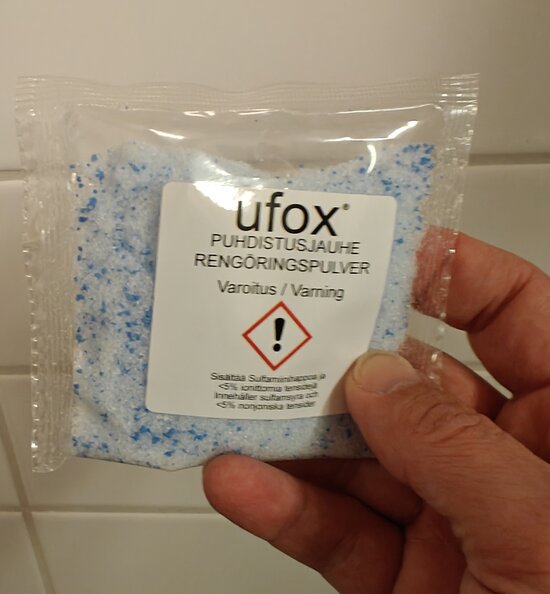 ufox®
PUHDISTUSJAUHE
RENGÖRINGSPULVER
Varoitus / Varning
!
Sisältää Sulfamiinihappoa ja
<5% ionittomia tensidejä
Innehåller sulfamsyra och
<5% nonjoniska tensider